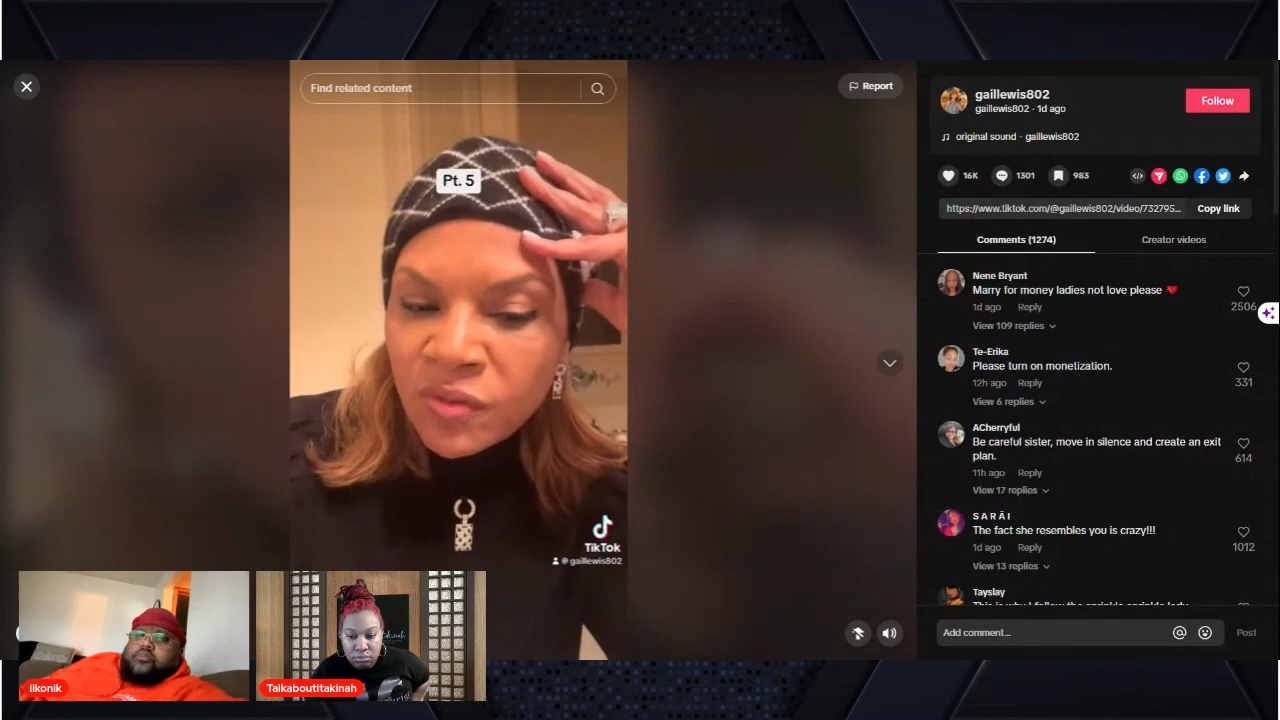 Find related content
Report
Pt. 5
TikTok
@gaillewis802
iikonik
Talkaboutitakinah
gaillewis802
gaillewis802 · 1d ago
Follow
original sound - gaillewis802
16K
1301
983
https://www.tiktok.com/@gaillewis802/video/732795...
Copy link
Comments (1274)
Creator videos
Nene Bryant
Marry for money ladies not love please
1d ago Reply
2506
View 109 replies
Te-Erika
Please turn on monetization.
12h ago Reply
331
View 6 replies
ACherryful
Be careful sister, move in silence and create an exit
plan.
11h ago Reply
614
View 17 replies
S A R Ä I
The fact she resembles you is crazy!!!
1d ago Reply
1012
View 13 replies
Tayslay
Add comment...
Post